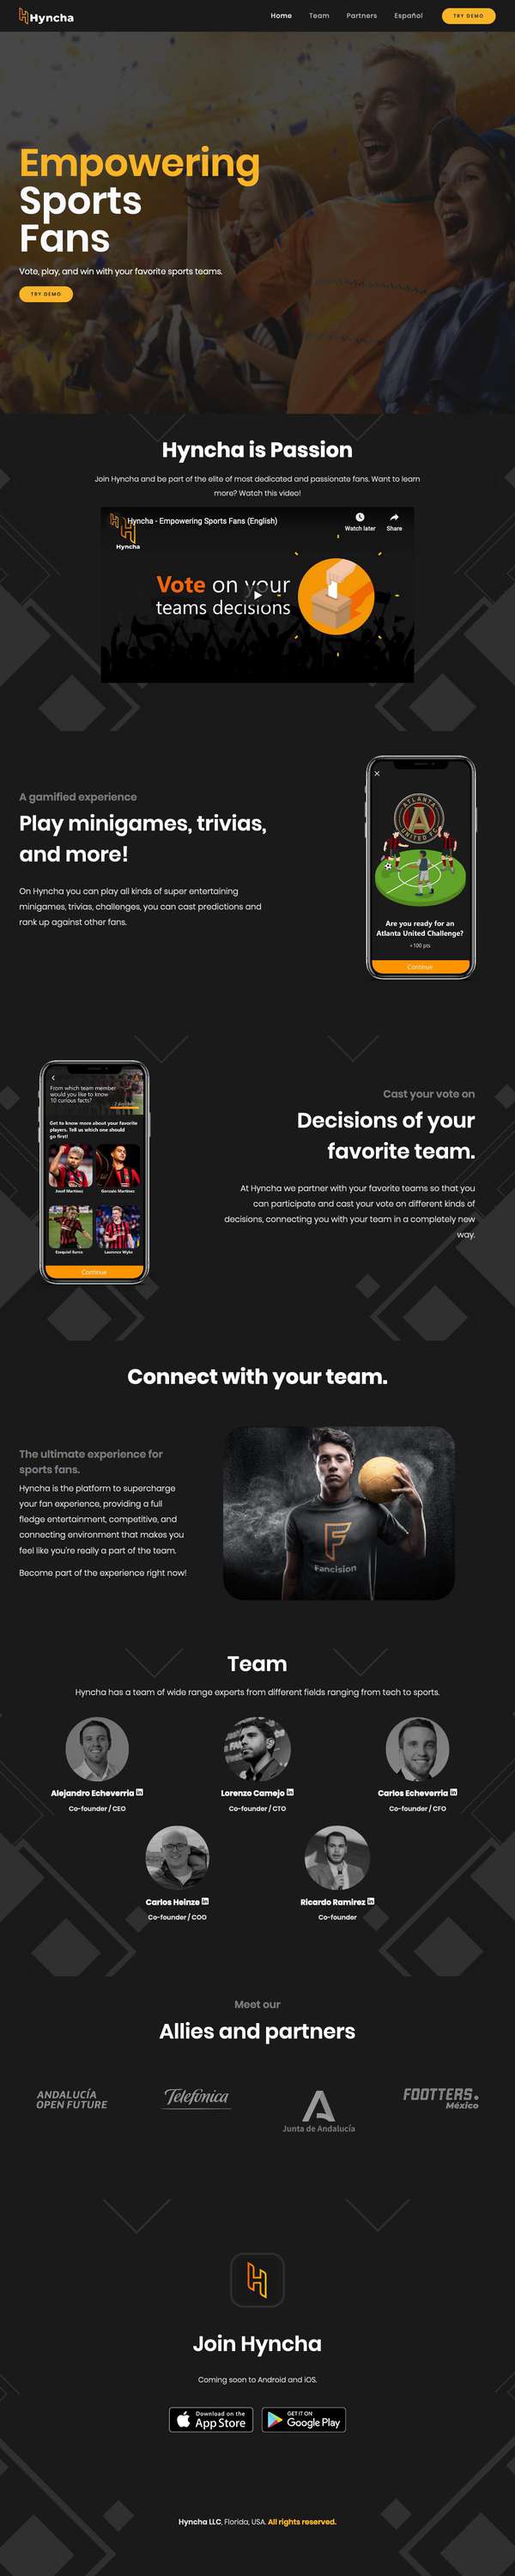 Hyncha
Home Team Partners Español TRY DEMO
Empowering
Sports
Fans
Vote, play, and win with your favorite sports teams.
TRY DEMO
Hyncha is Passion
Join Hyncha and be part of the elite of most dedicated and passionate fans. Want to learn
more? Watch this video!
Hyncha - Empowering Sports Fans (English)
Watch later Share
Hyncha
Vote on your
teams decisions
A gamified experience
Play minigames, trivias,
and more!
On Hyncha you can play all kinds of super entertaining
minigames, trivias, challenges, you can cast predictions and
rank up against other fans.
ATLANTA
UNITED FC
Are you ready for an
Atlanta United Challenge?
+100 pts
Continue
From which team member
would you like to know
10 curious facts?
Get to know more about your favorite
players. Tell us which one should
go first!
Josef Martinez Gonzalo Martinez
Ezequiel Barco Laurence Wyke
Continue
Cast your vote on
Decisions of your
favorite team.
At Hyncha we partner with your favorite teams so that you
can participate and cast your vote on different kinds of
decisions, connecting you with your team in a completely new
way.
Connect with your team.
The ultimate experience for
sports fans.
Hyncha is the platform to supercharge
your fan experience, providing a full
fledge entertainment, competitive, and
connecting environment that makes you
feel like you're really a part of the team.
Become part of the experience right now!
Fancision
Team
Hyncha has a team of wide range experts from different fields ranging from tech to sports.
Alejandro Echeverria in
Co-founder / CEO
Lorenzo Camejo in
Co-founder / CTO
Carlos Echeverria in
Co-founder / CFO
Carlos Heinze in
Co-founder / COO
Ricardo Ramirez in
Co-founder
Meet our
Allies and partners
ANDALUCÍA
OPEN FUTURE
Telefónica
Junta de Andalucía
FOOTTERS.
México
Join Hyncha
Coming soon to Android and iOS.
Download on the
App Store
GET IT ON
Google Play
Hyncha LLC, Florida, USA. All rights reserved.